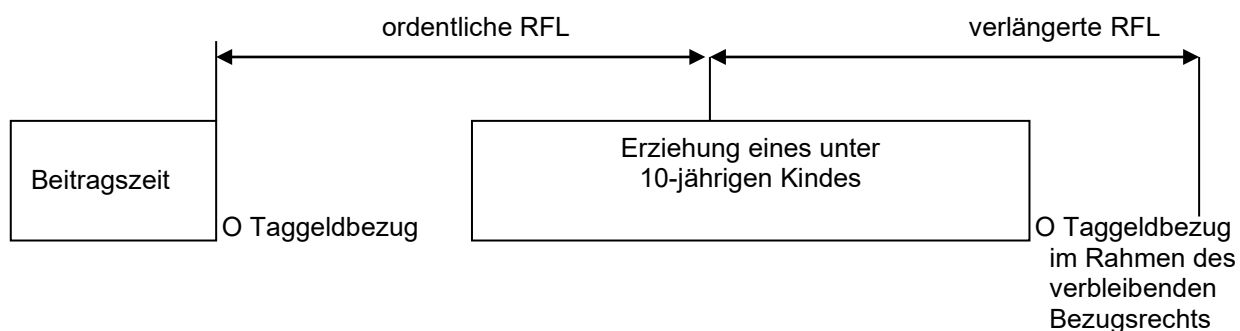 ordentliche RFL
verlängerte RFL
Beitragszeit
Erziehung eines unter
10-jährigen Kindes
O Taggeldbezug
O Taggeldbezug
im Rahmen des
verbleibenden
Bezugsrechts